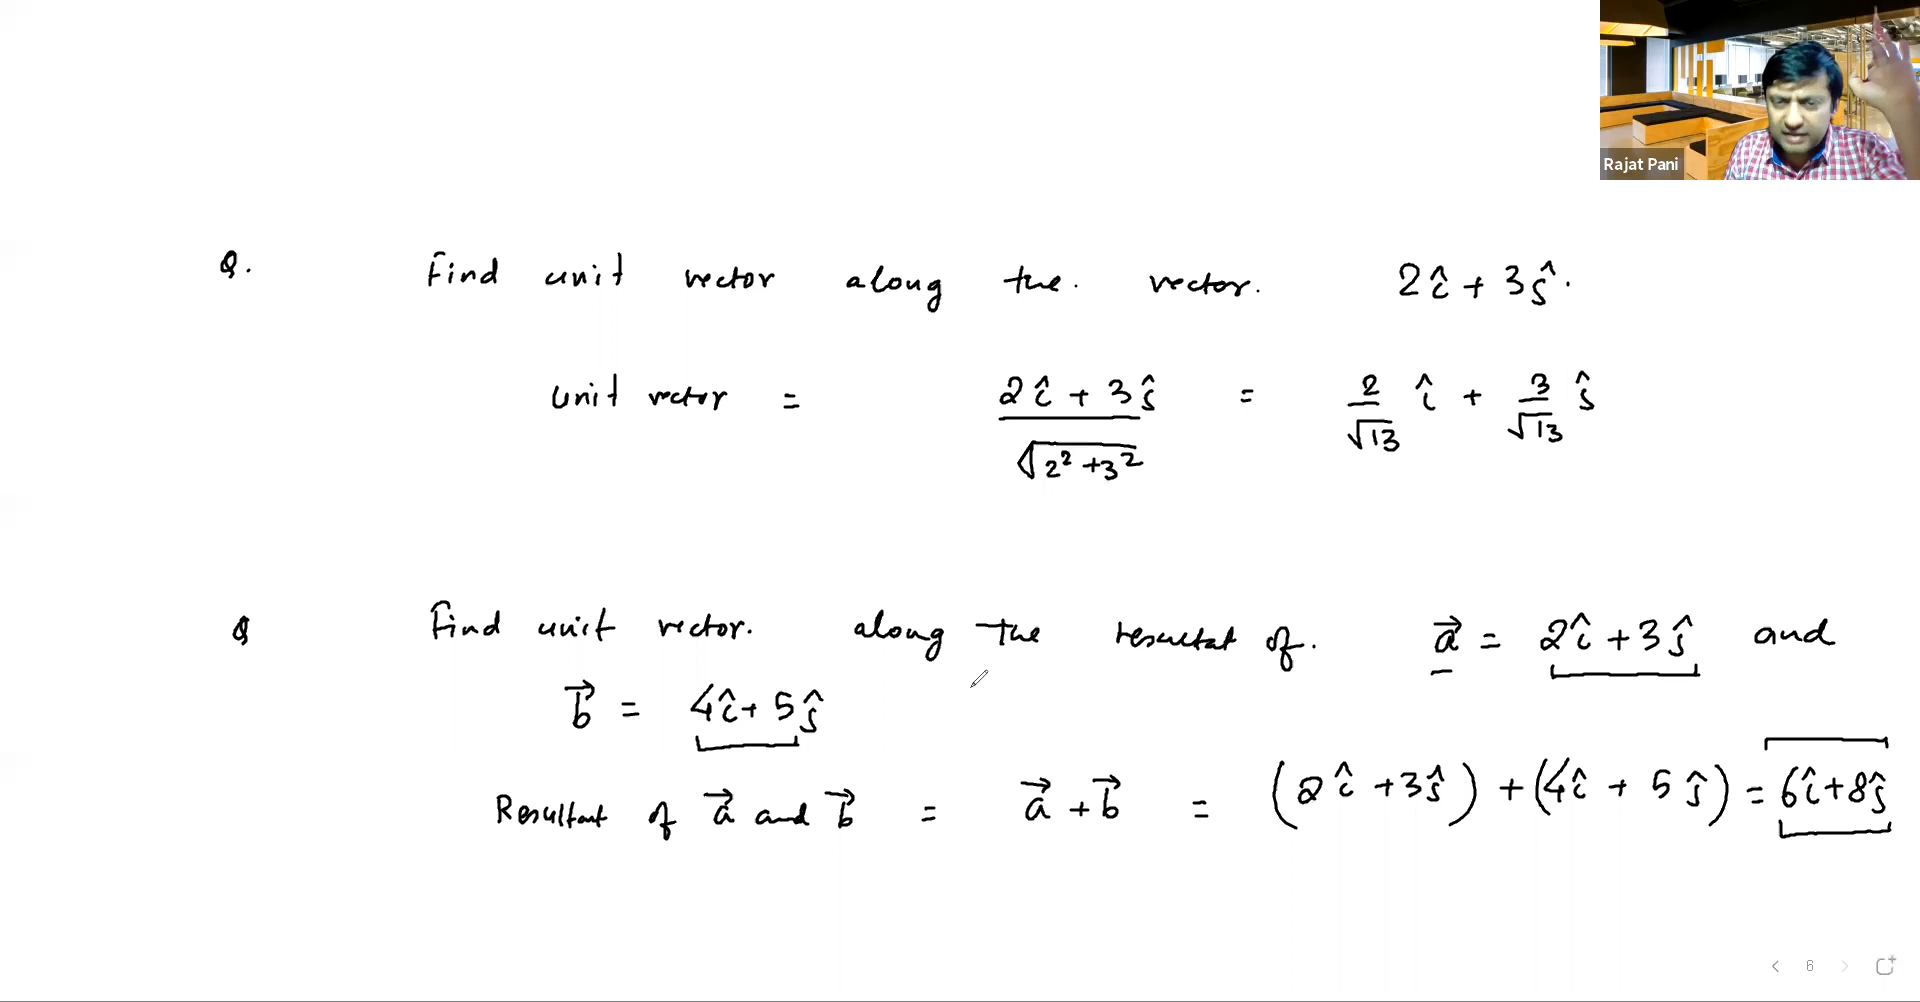 Rajat Pani
Q. Find unit vector along the. vector. 2î + 3ĵ.
unit vector = (2î + 3ĵ)/√(2² + 3²) = 2/√13 î + 3/√13 ĵ
Q Find unit vector. along the resultat of. a⃗ = 2î + 3ĵ and
b⃗ = 4î + 5ĵ
Resultant of a⃗ and b⃗ = a⃗ + b⃗ = (2î + 3ĵ) + (4î + 5ĵ) = 6î + 8ĵ
6